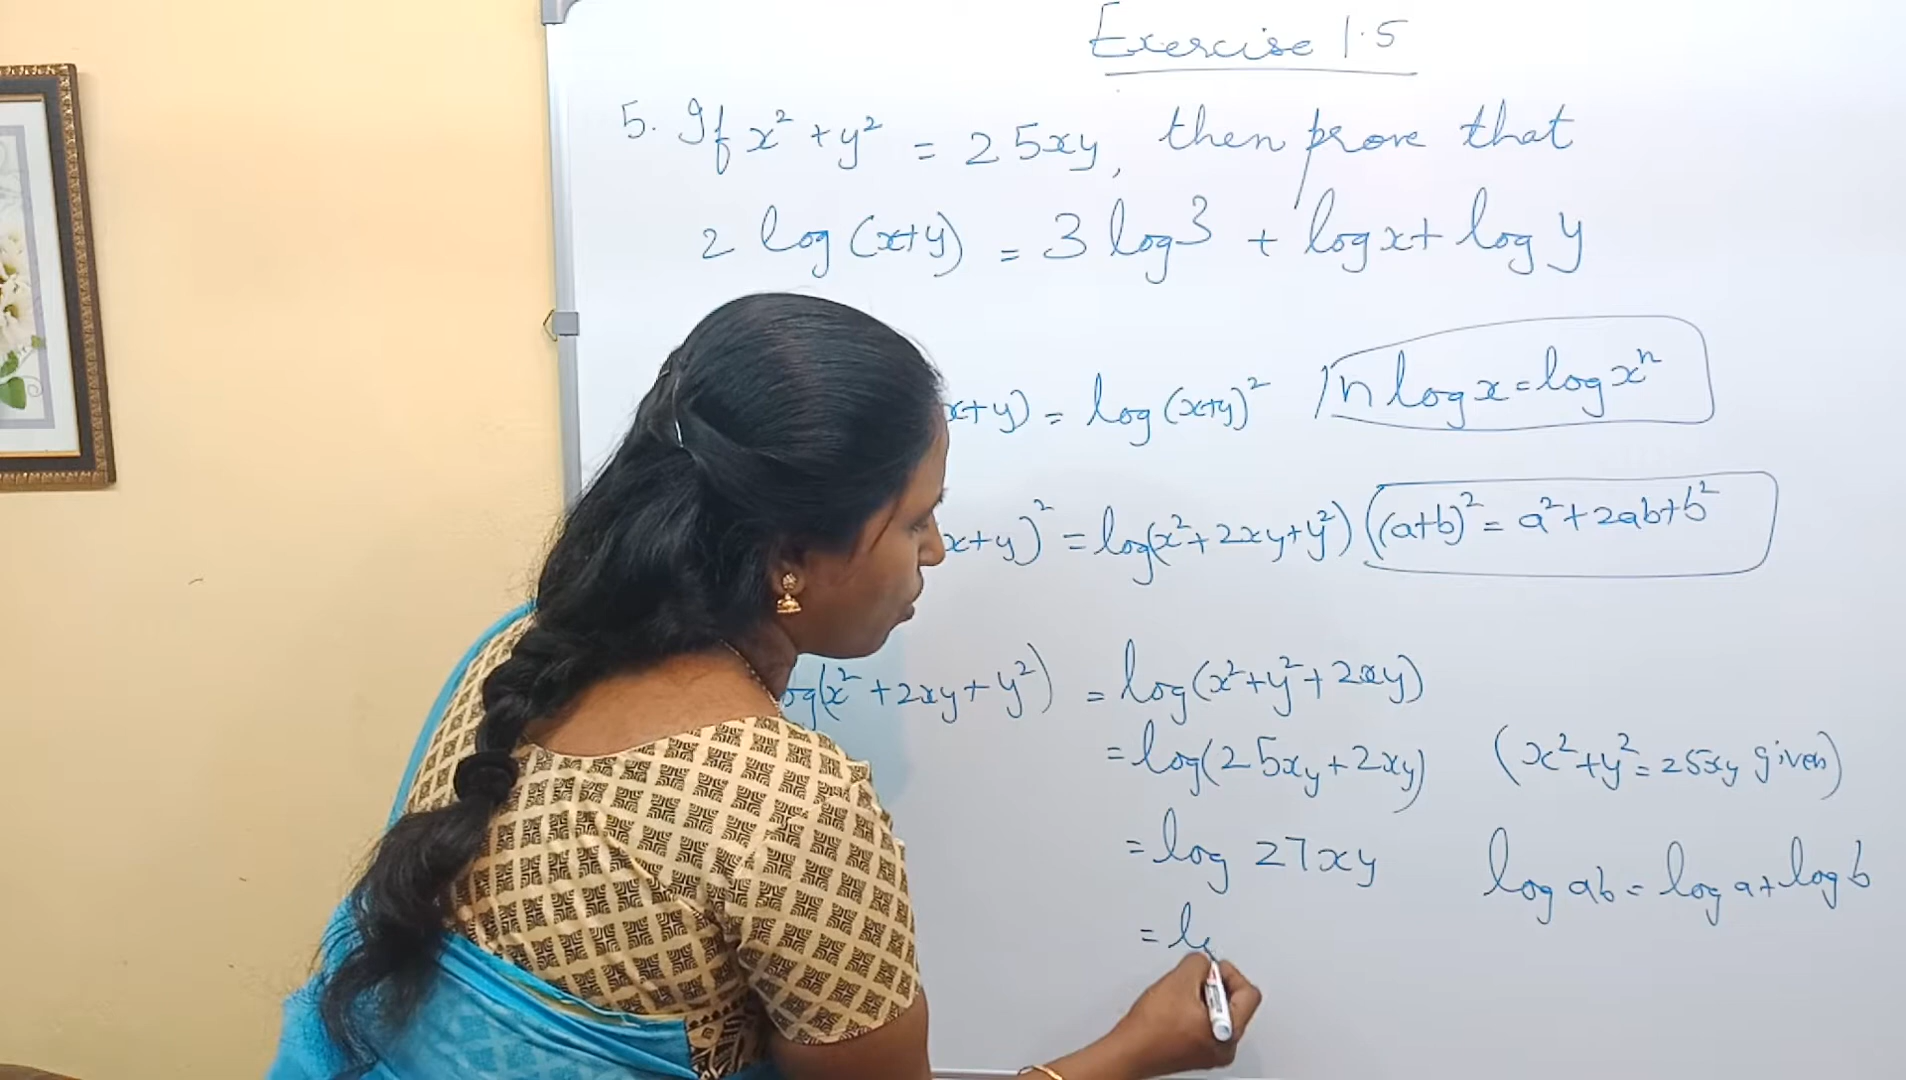 Exercise 1.5
5. If x² + y² = 25xy, then prove that
2 log (x+y) = 3 log 3 + log x + log y
x+y) = log (x+y)² / n log x = log xⁿ
x+y)² = log(x² + 2xy + y²) ((a+b)² = a² + 2ab + b²
og(x² + 2xy + y²) = log(x² + y² + 2xy)
= log(25xy + 2xy) (x² + y² = 25xy given)
= log 27xy log ab = log a + log b
= lo